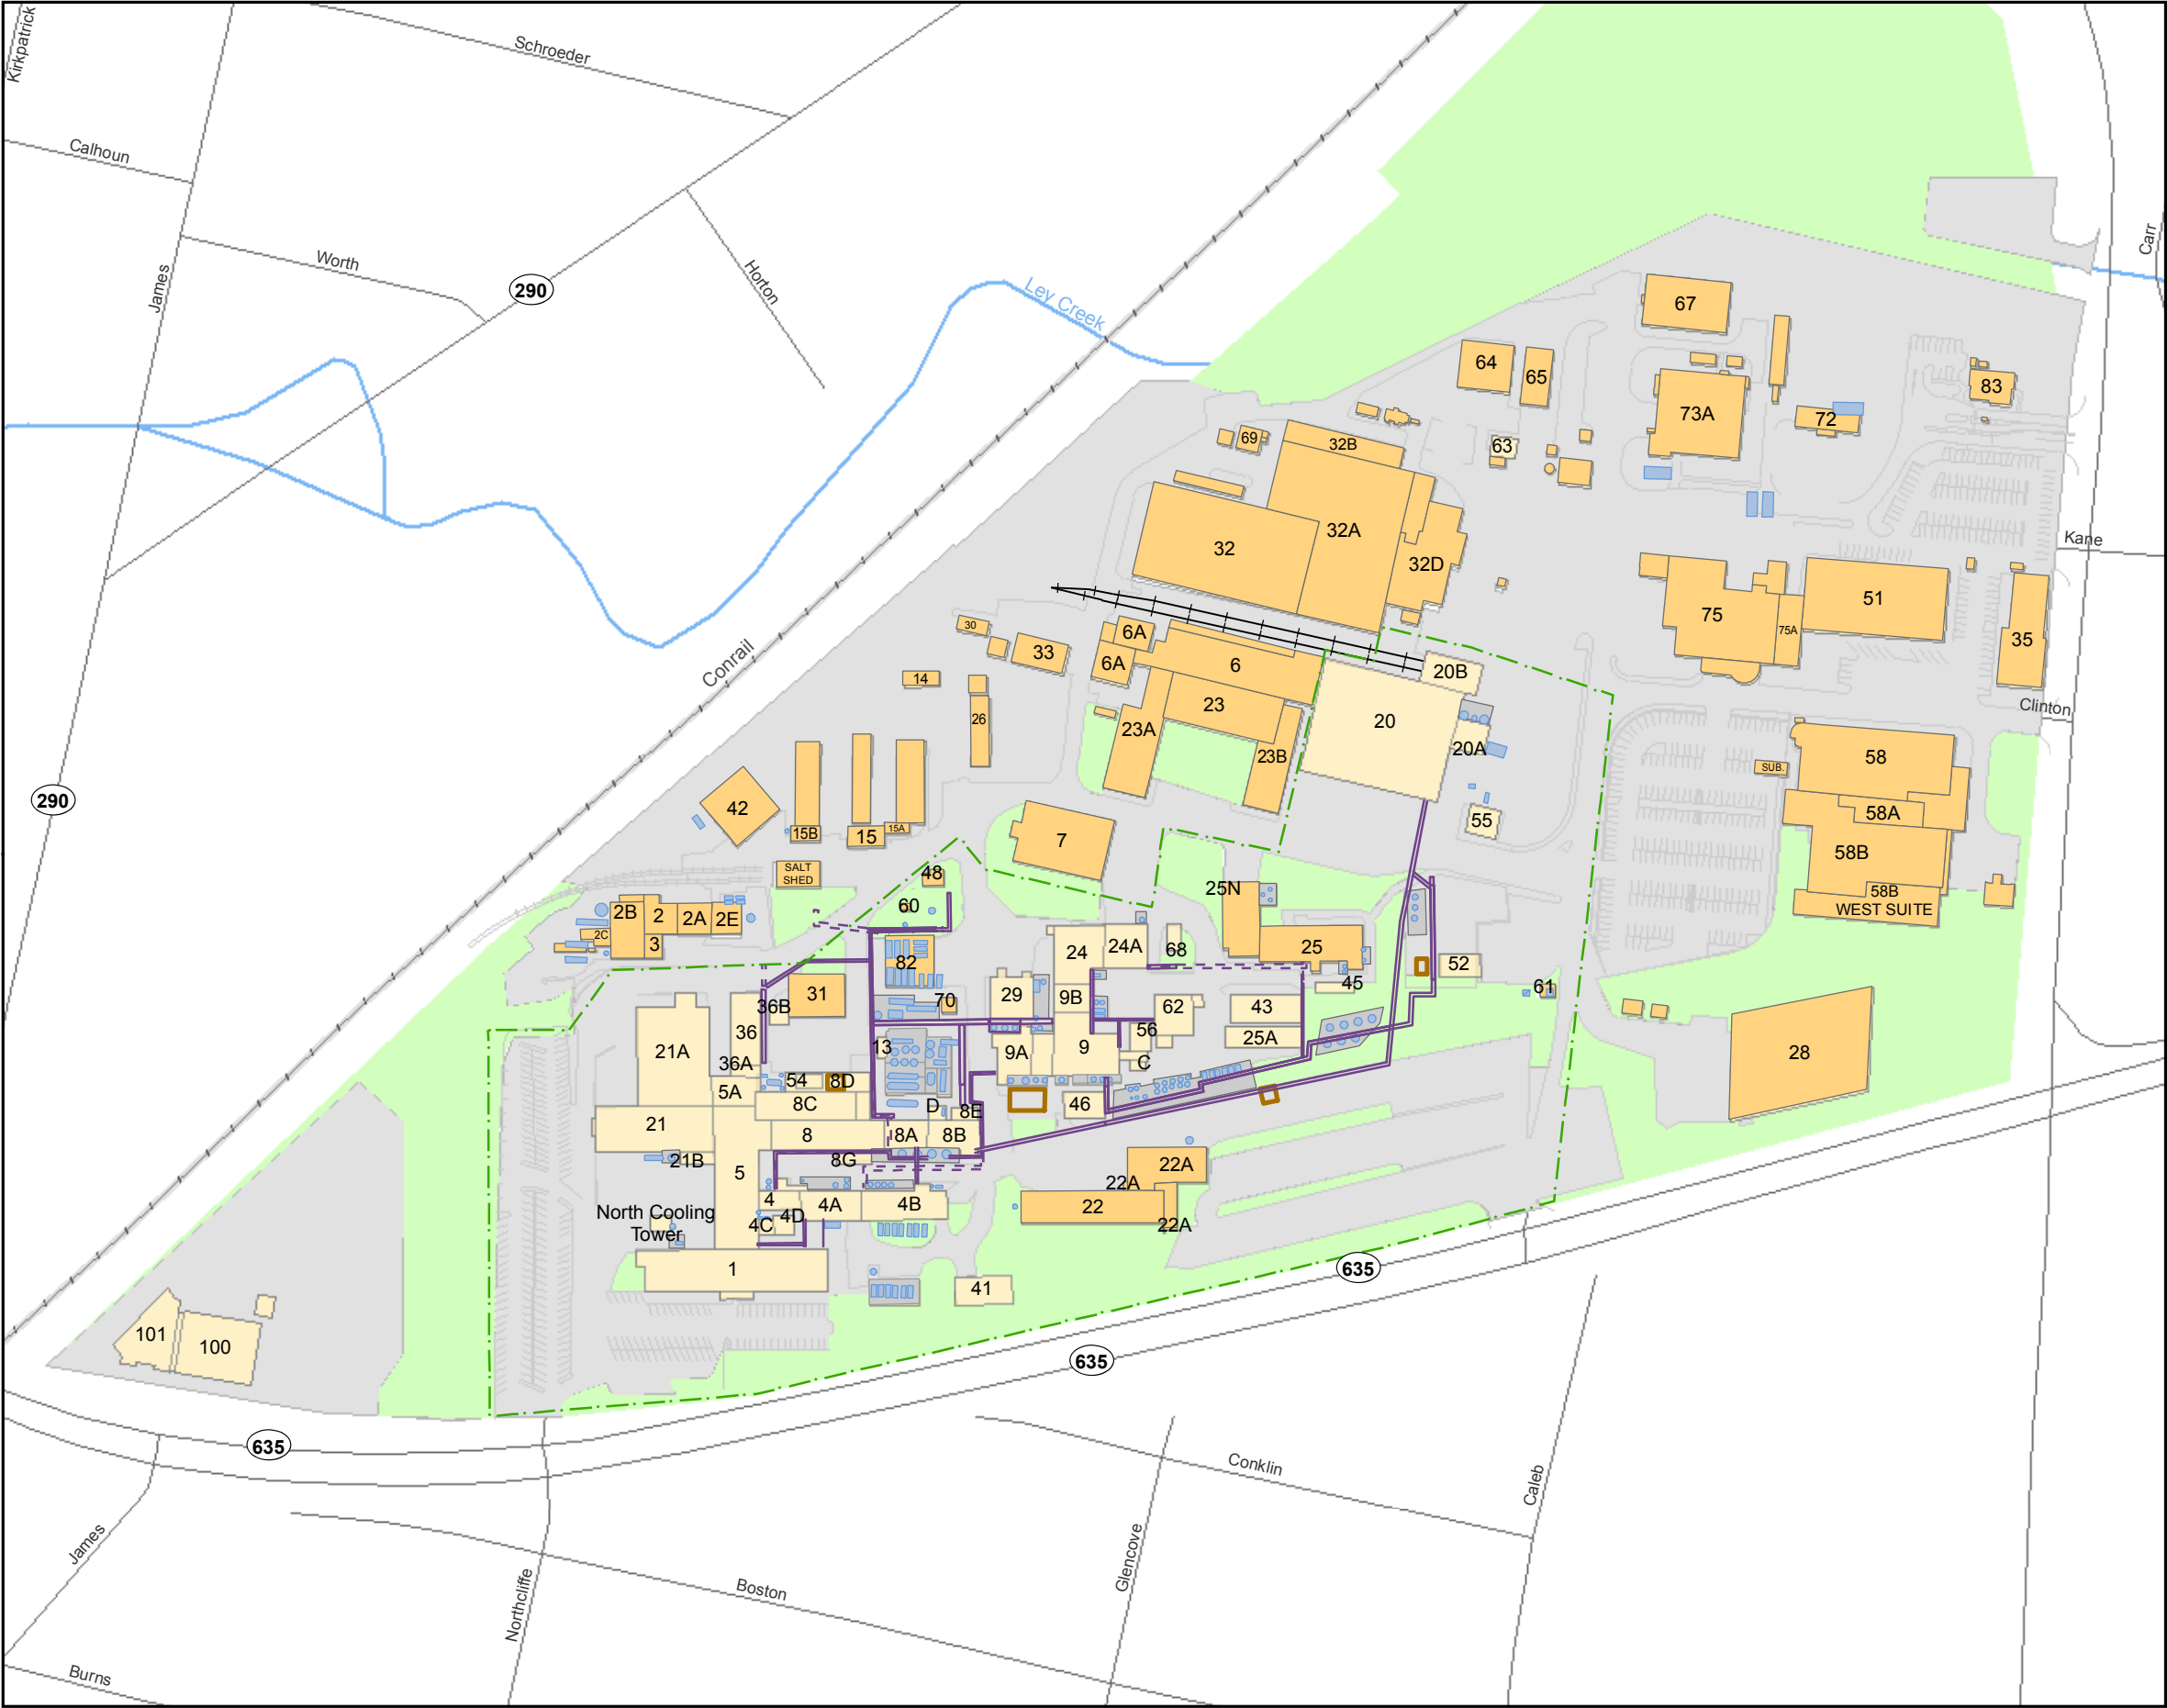 Kirkpatrick
Schroeder
Calhoun
James
Worth
290
Horton
Ley Creek
Carr
67
64
65
73A
72
83
69
32B
63
32
32A
32D
Kane
75
75A
51
35
30
33
6A
6A
6
20B
14
26
23A
23
23B
20
20A
Clinton
Conrail
SUB.
58
58A
58B
58B
WEST SUITE
290
42
15B
15
15A
7
55
SALT
SHED
48
60
25N
2B
2
2A
2E
2C
3
24
24A
68
25
52
82
45
61
31
36B
70
29
9B
62
43
36
21A
36A
13
9A
9
56
25A
C
28
54
8D
5A
8C
D
8E
46
21
8
8A
8B
21B
8G
5
22A
22A
4
4A
4B
22
22A
4C
4D
North Cooling
Tower
1
41
635
101
100
635
635
Conklin
Caleb
James
Northcliffe
Boston
Glencove
Burns